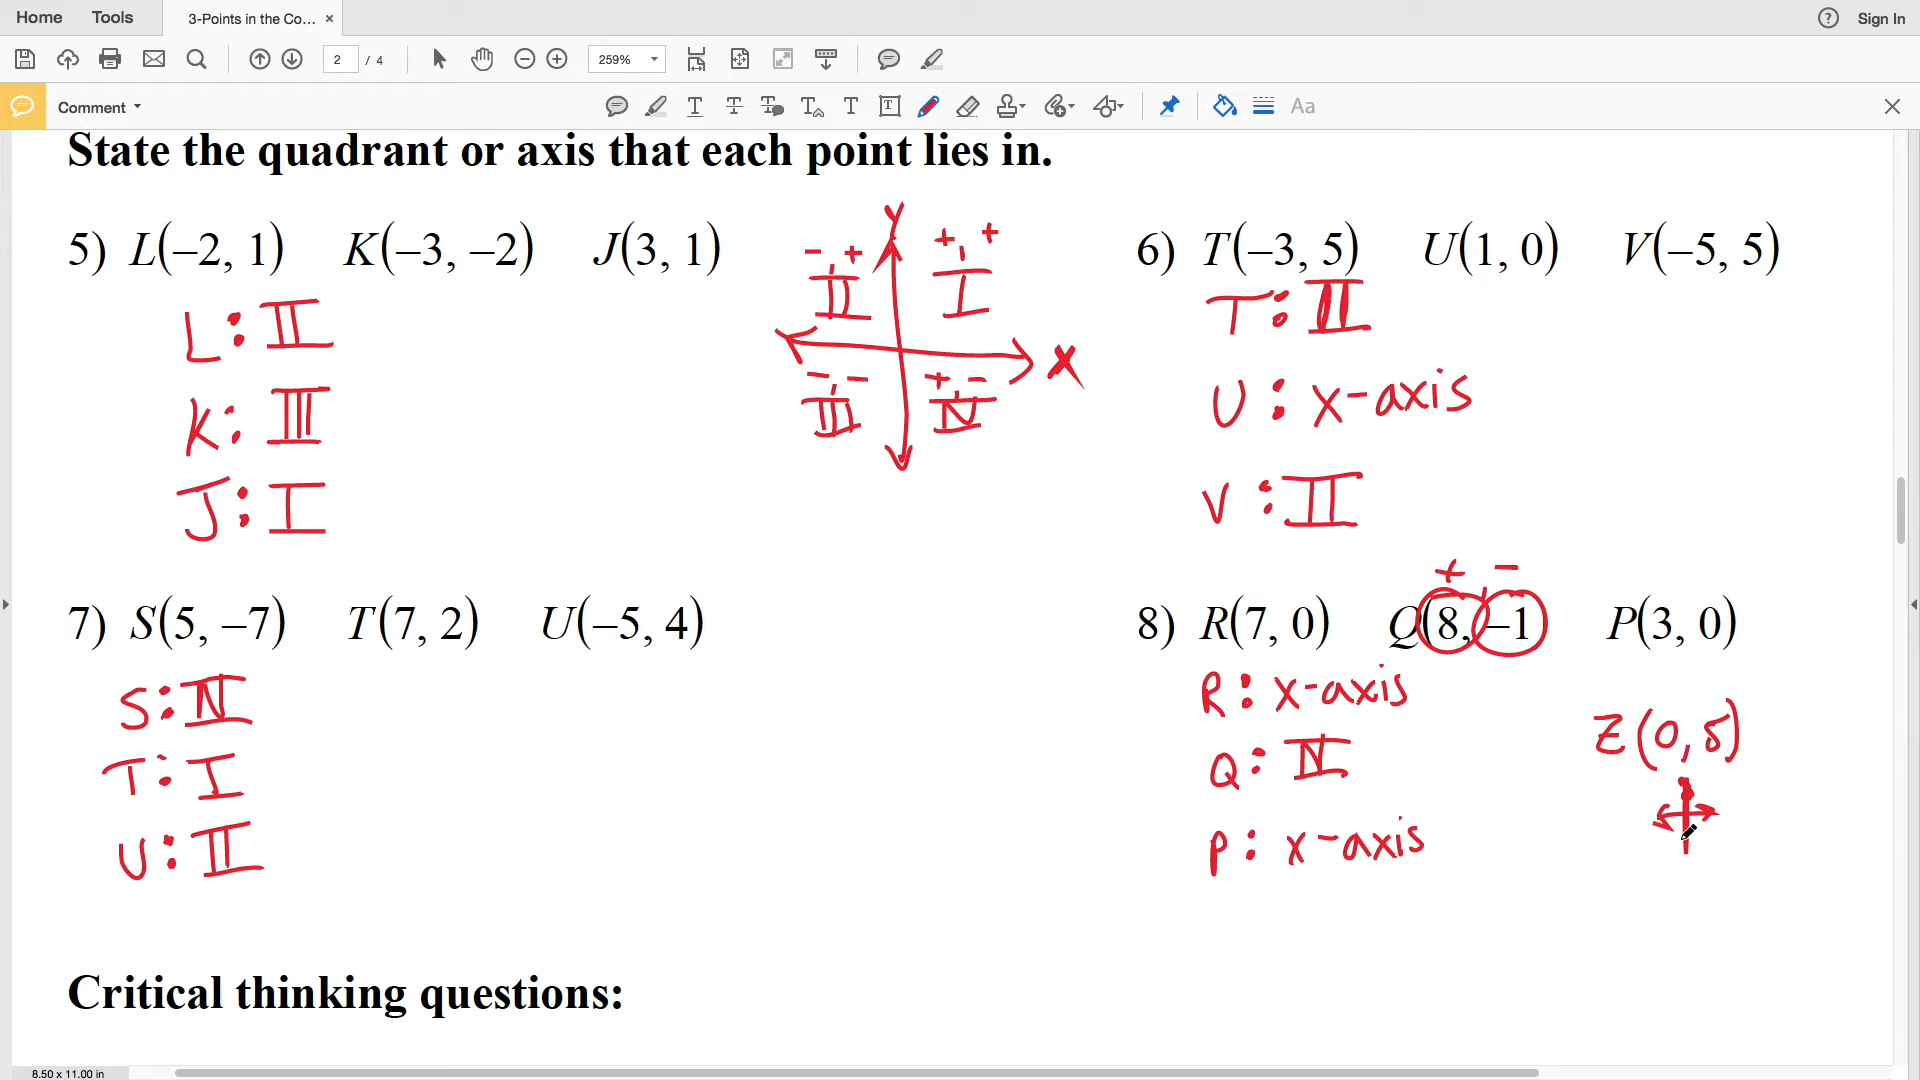 Home Tools 3-Points in the Co... × Sign In
2 / 4 259%
Comment Aa
State the quadrant or axis that each point lies in.
5) L(–2, 1) K(–3, –2) J(3, 1)
L: II
K: III
J: I
Y
X
- , + + , +
II I
- , - + , -
III IV
6) T(–3, 5) U(1, 0) V(–5, 5)
T: II
U: x-axis
V: II
7) S(5, –7) T(7, 2) U(–5, 4)
S: IV
T: I
U: II
+ , -
8) R(7, 0) Q(8, –1) P(3, 0)
R: x-axis
Q: IV
P: x-axis
Z(0,5)
Critical thinking questions:
8.50 x 11.00 in